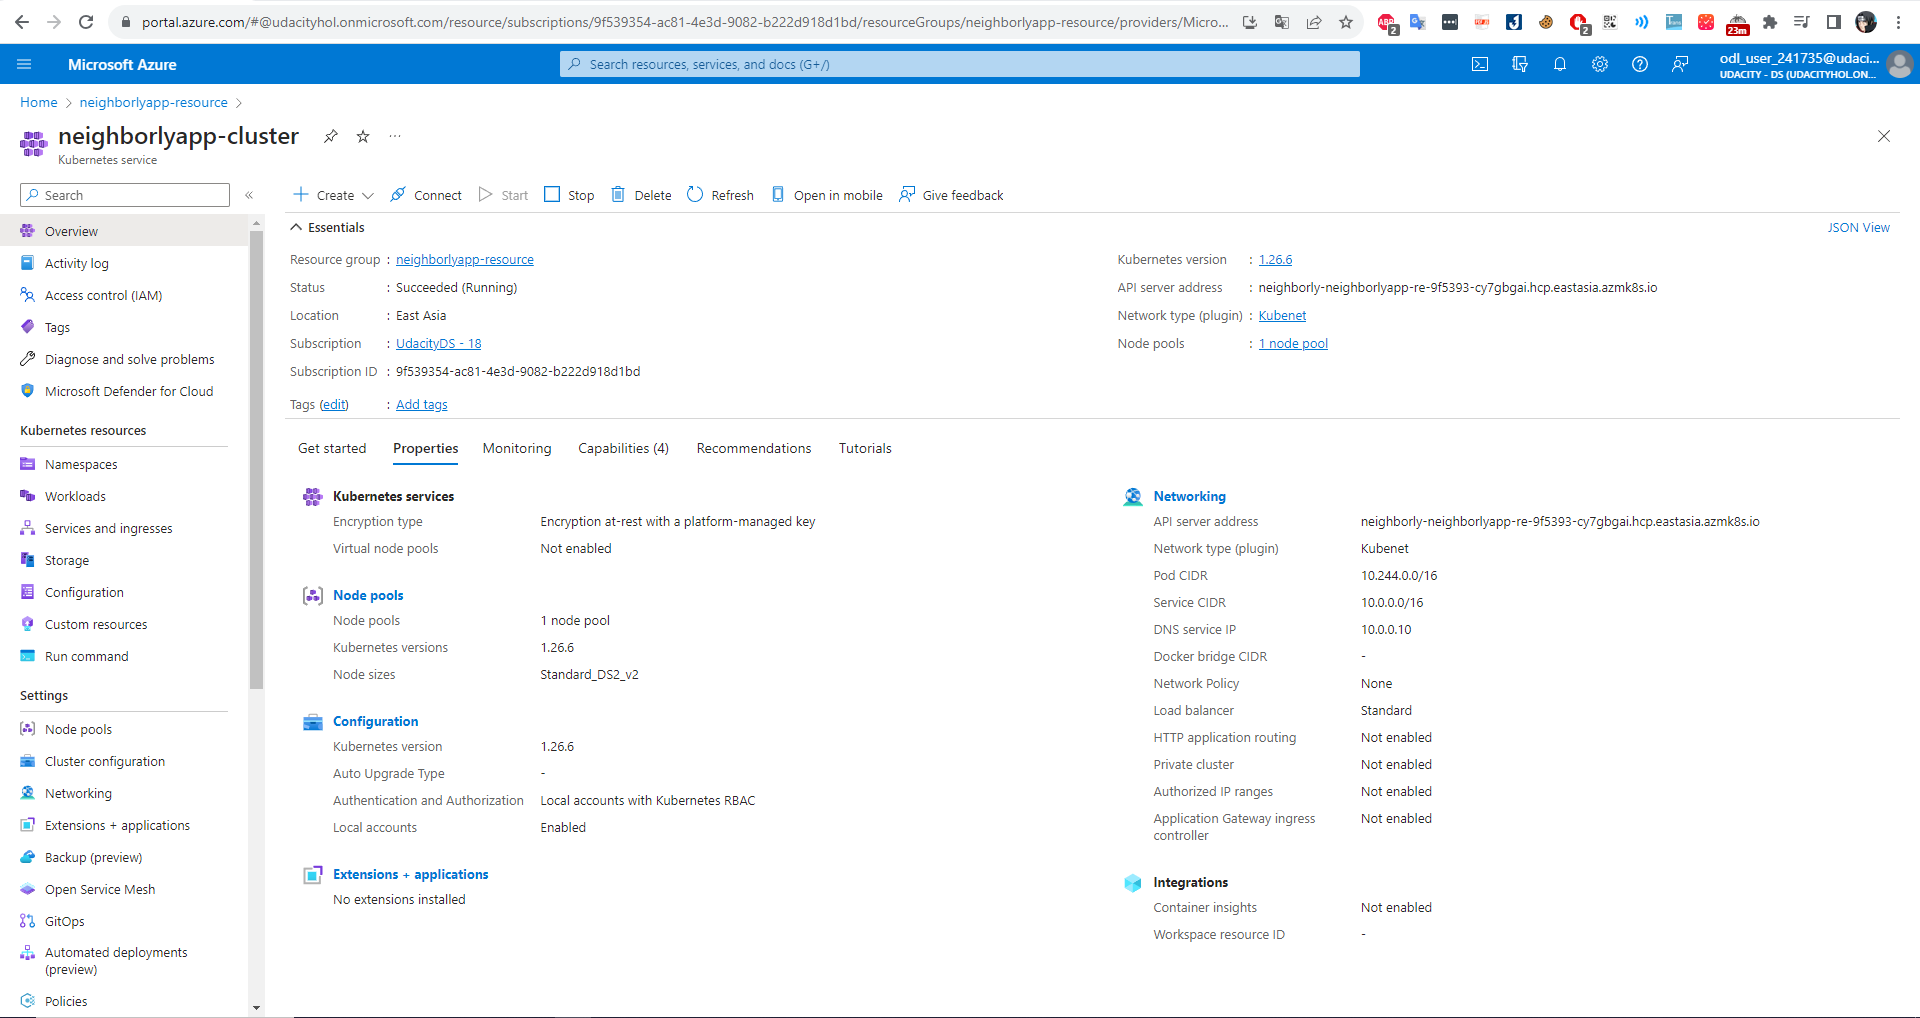 portal.azure.com/#@udacityhol.onmicrosoft.com/resource/subscriptions/9f539354-ac81-4e3d-9082-b222d918d1bd/resourceGroups/neighborlyapp-resource/providers/Micro...
ABP
2
2
23m
Microsoft Azure
Search resources, services, and docs (G+/)
odl_user_241735@udaci...
UDACITY - DS (UDACITYHOL.ON...
Home > neighborlyapp-resource >
neighborlyapp-cluster
...
Kubernetes service
Search
«
Create
Connect
Start
Stop
Delete
Refresh
Open in mobile
Give feedback
Overview
Activity log
Access control (IAM)
Tags
Diagnose and solve problems
Microsoft Defender for Cloud
Kubernetes resources
Namespaces
Workloads
Services and ingresses
Storage
Configuration
Custom resources
Run command
Settings
Node pools
Cluster configuration
Networking
Extensions + applications
Backup (preview)
Open Service Mesh
GitOps
Automated deployments
(preview)
Policies
Essentials
JSON View
Resource group : neighborlyapp-resource
Status : Succeeded (Running)
Location : East Asia
Subscription : UdacityDS - 18
Subscription ID : 9f539354-ac81-4e3d-9082-b222d918d1bd
Tags (edit) : Add tags
Kubernetes version : 1.26.6
API server address : neighborly-neighborlyapp-re-9f5393-cy7gbgai.hcp.eastasia.azmk8s.io
Network type (plugin) : Kubenet
Node pools : 1 node pool
Get started
Properties
Monitoring
Capabilities (4)
Recommendations
Tutorials
Kubernetes services
Encryption type Encryption at-rest with a platform-managed key
Virtual node pools Not enabled
Node pools
Node pools 1 node pool
Kubernetes versions 1.26.6
Node sizes Standard_DS2_v2
Configuration
Kubernetes version 1.26.6
Auto Upgrade Type -
Authentication and Authorization Local accounts with Kubernetes RBAC
Local accounts Enabled
Extensions + applications
No extensions installed
Networking
API server address neighborly-neighborlyapp-re-9f5393-cy7gbgai.hcp.eastasia.azmk8s.io
Network type (plugin) Kubenet
Pod CIDR 10.244.0.0/16
Service CIDR 10.0.0.0/16
DNS service IP 10.0.0.10
Docker bridge CIDR -
Network Policy None
Load balancer Standard
HTTP application routing Not enabled
Private cluster Not enabled
Authorized IP ranges Not enabled
Application Gateway ingress Not enabled
controller
Integrations
Container insights Not enabled
Workspace resource ID -